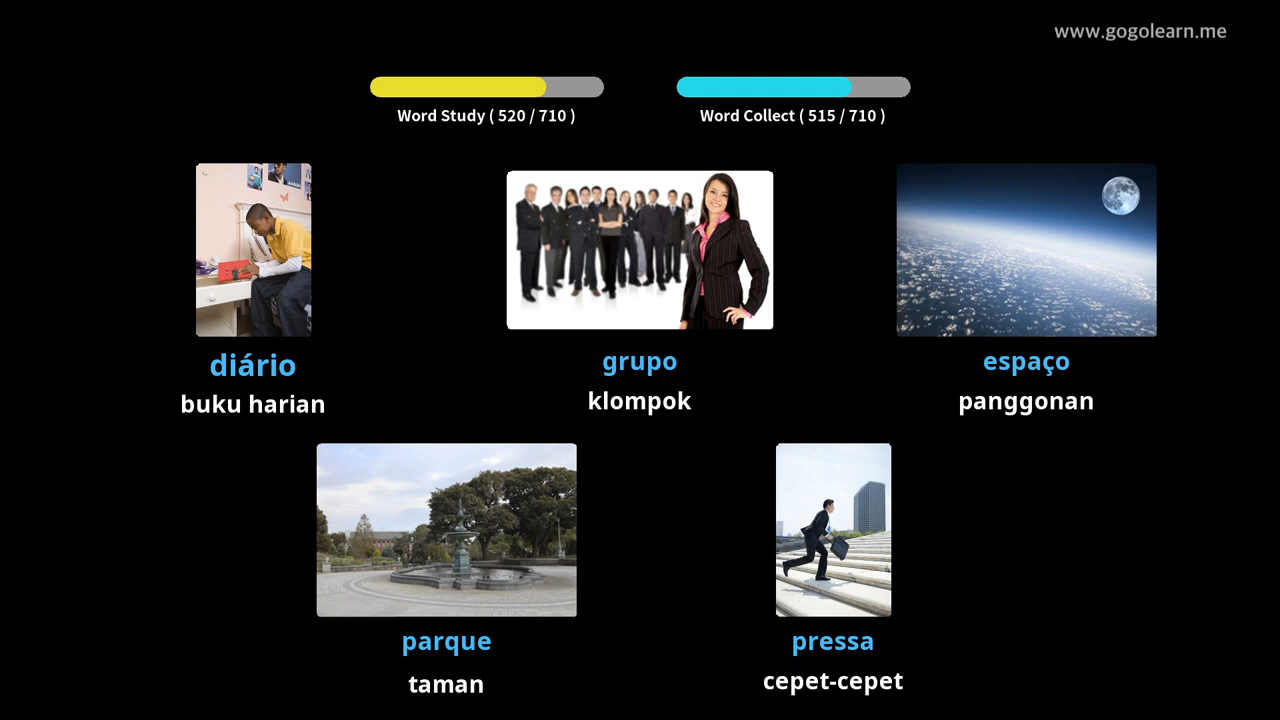 www.gogolearn.me
Word Study ( 520 / 710 )
Word Collect ( 515 / 710 )
diário
buku harian
grupo
klompok
espaço
panggonan
parque
taman
pressa
cepet-cepet